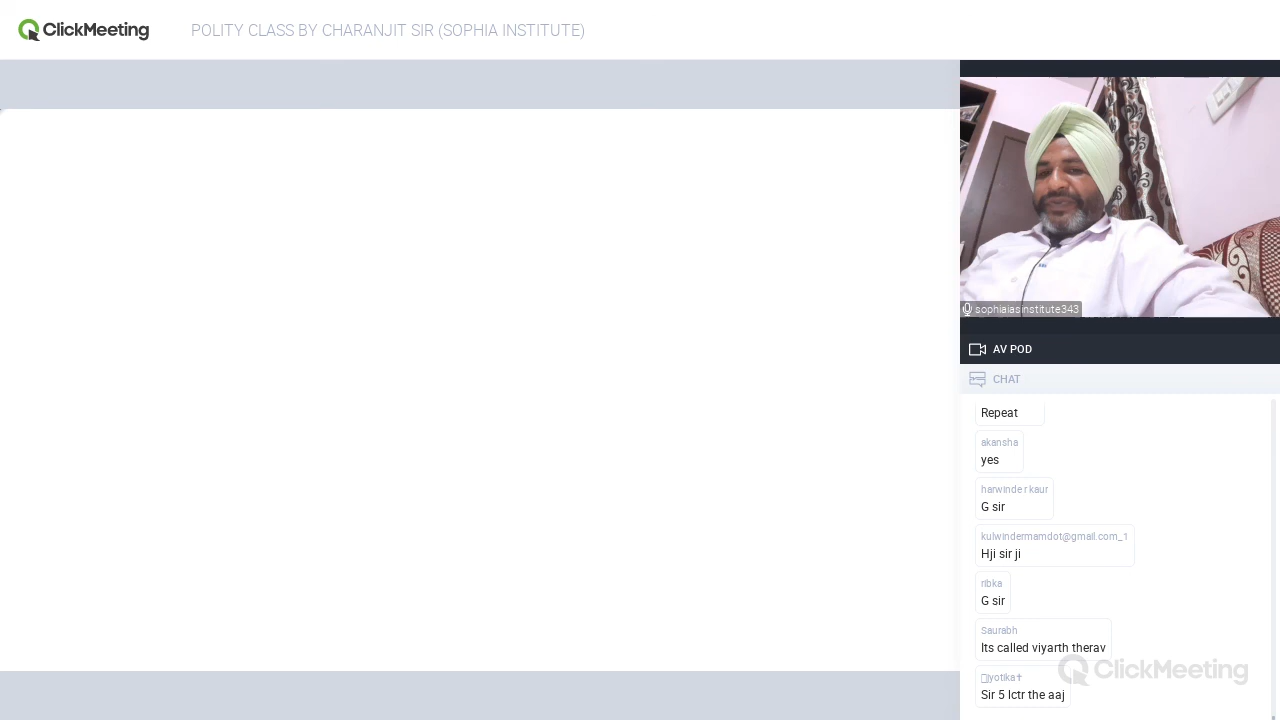 ClickMeeting
POLITY CLASS BY CHARANJIT SIR (SOPHIA INSTITUTE)
sophiaiasinstitute343
AV POD
CHAT
Repeat
akansha
yes
harwinder kaur
G sir
kulwindermamdot@gmail.com_1
Hji sir ji
ribka
G sir
Saurabh
Its called viyarth therav
jyotika✝
Sir 5 lctr the aaj
ClickMeeting